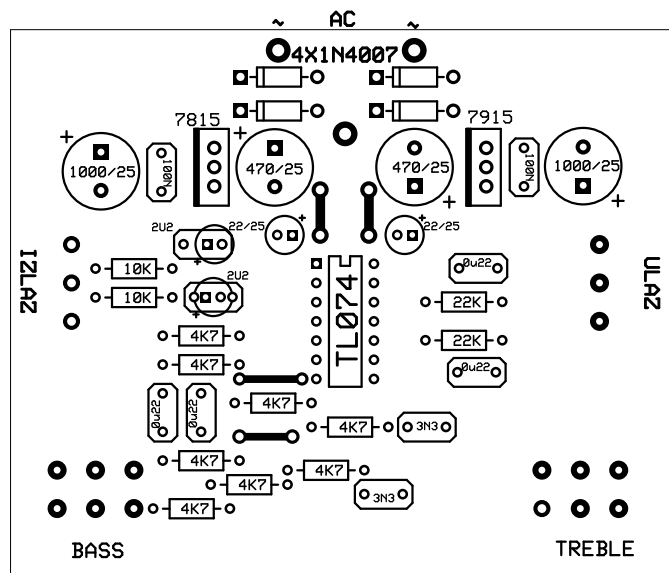 ~ AC ~
4X1N4007
7815
7915
+
+
1000/25
100N
470/25
470/25
100N
1000/25
+
+
2U2
22/25
+
+
22/25
IZLAZ
ULAZ
+
10K
0u22
2U2
10K
22K
+
TL074
4K7
22K
4K7
0u22
0u22
0u22
4K7
4K7
3N3
4K7
4K7
4K7
3N3
4K7
BASS
TREBLE